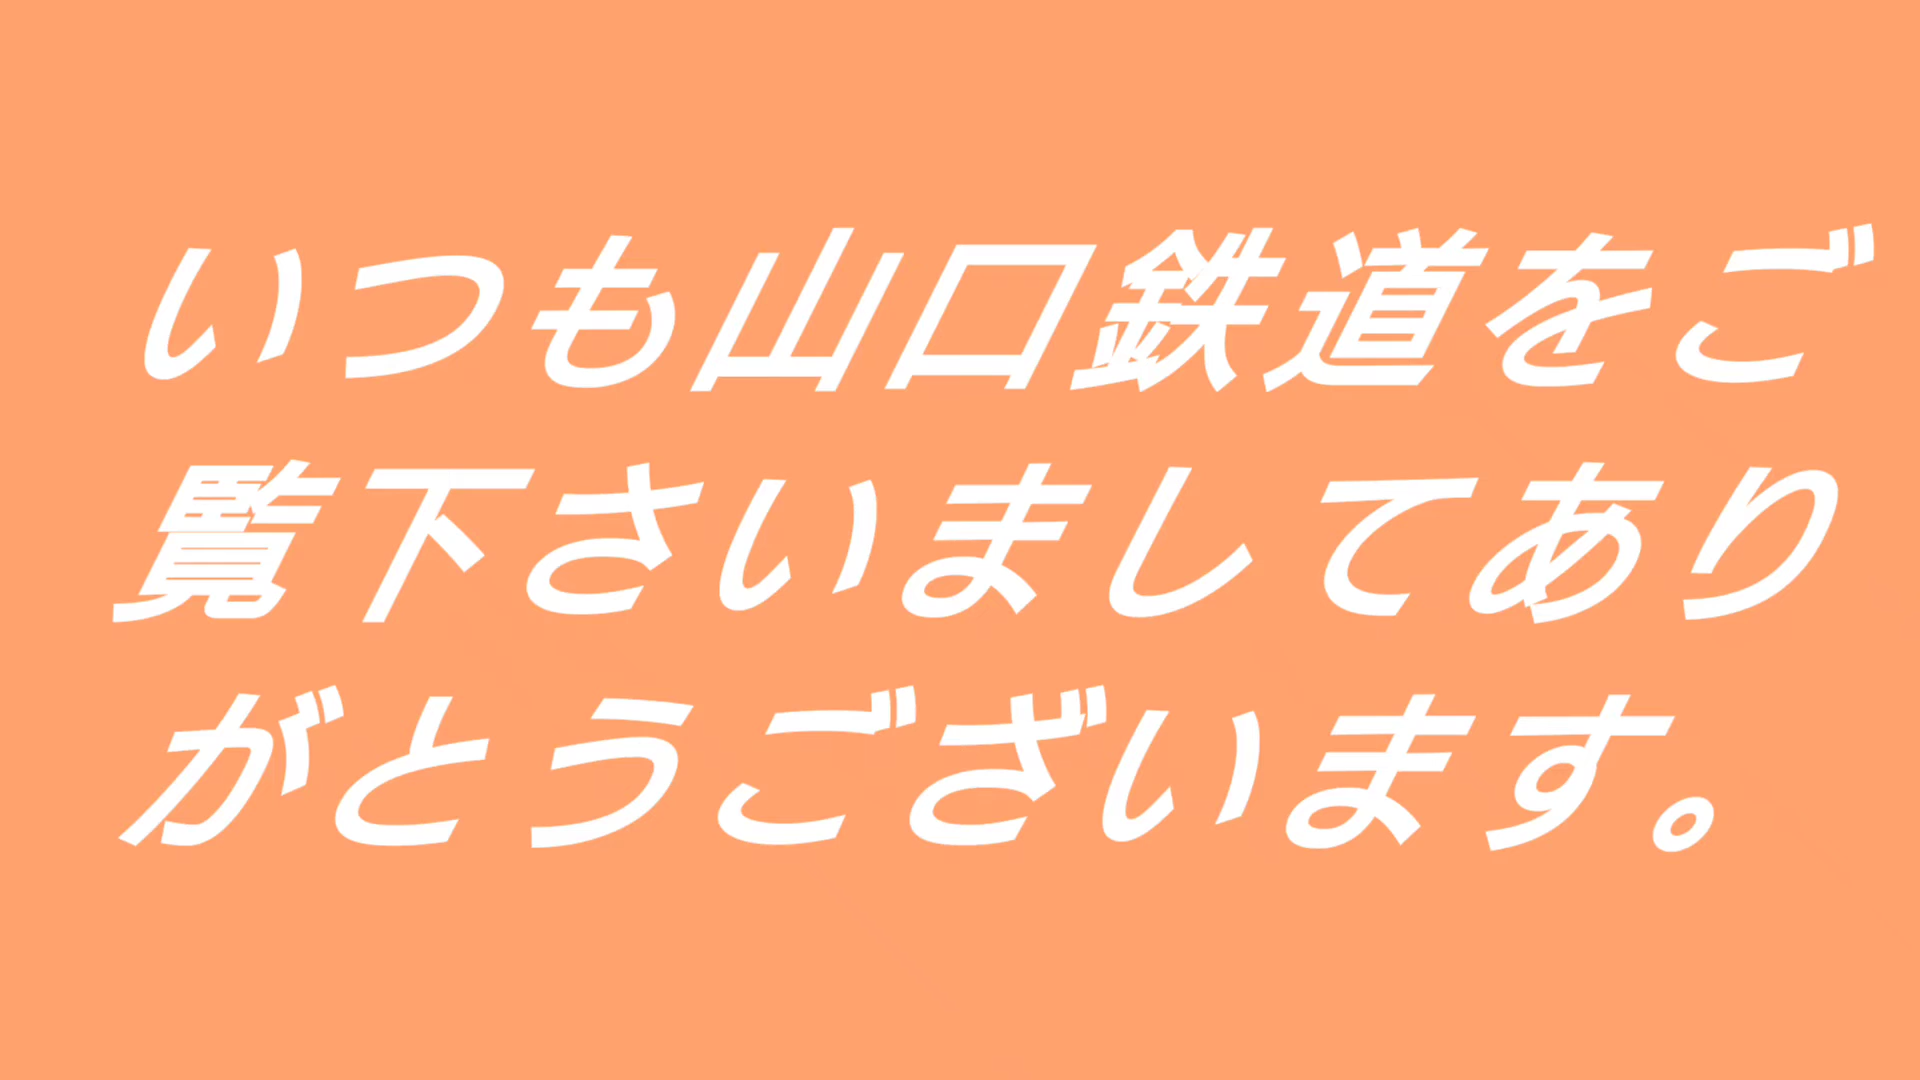 いつも山口鉄道をご
覧下さいましてあり
がとうございます。